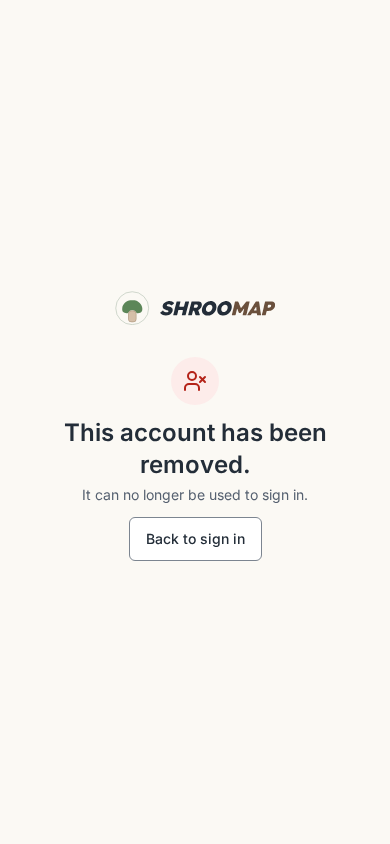 SHROOMAP
This account has been
removed.
It can no longer be used to sign in.
Back to sign in